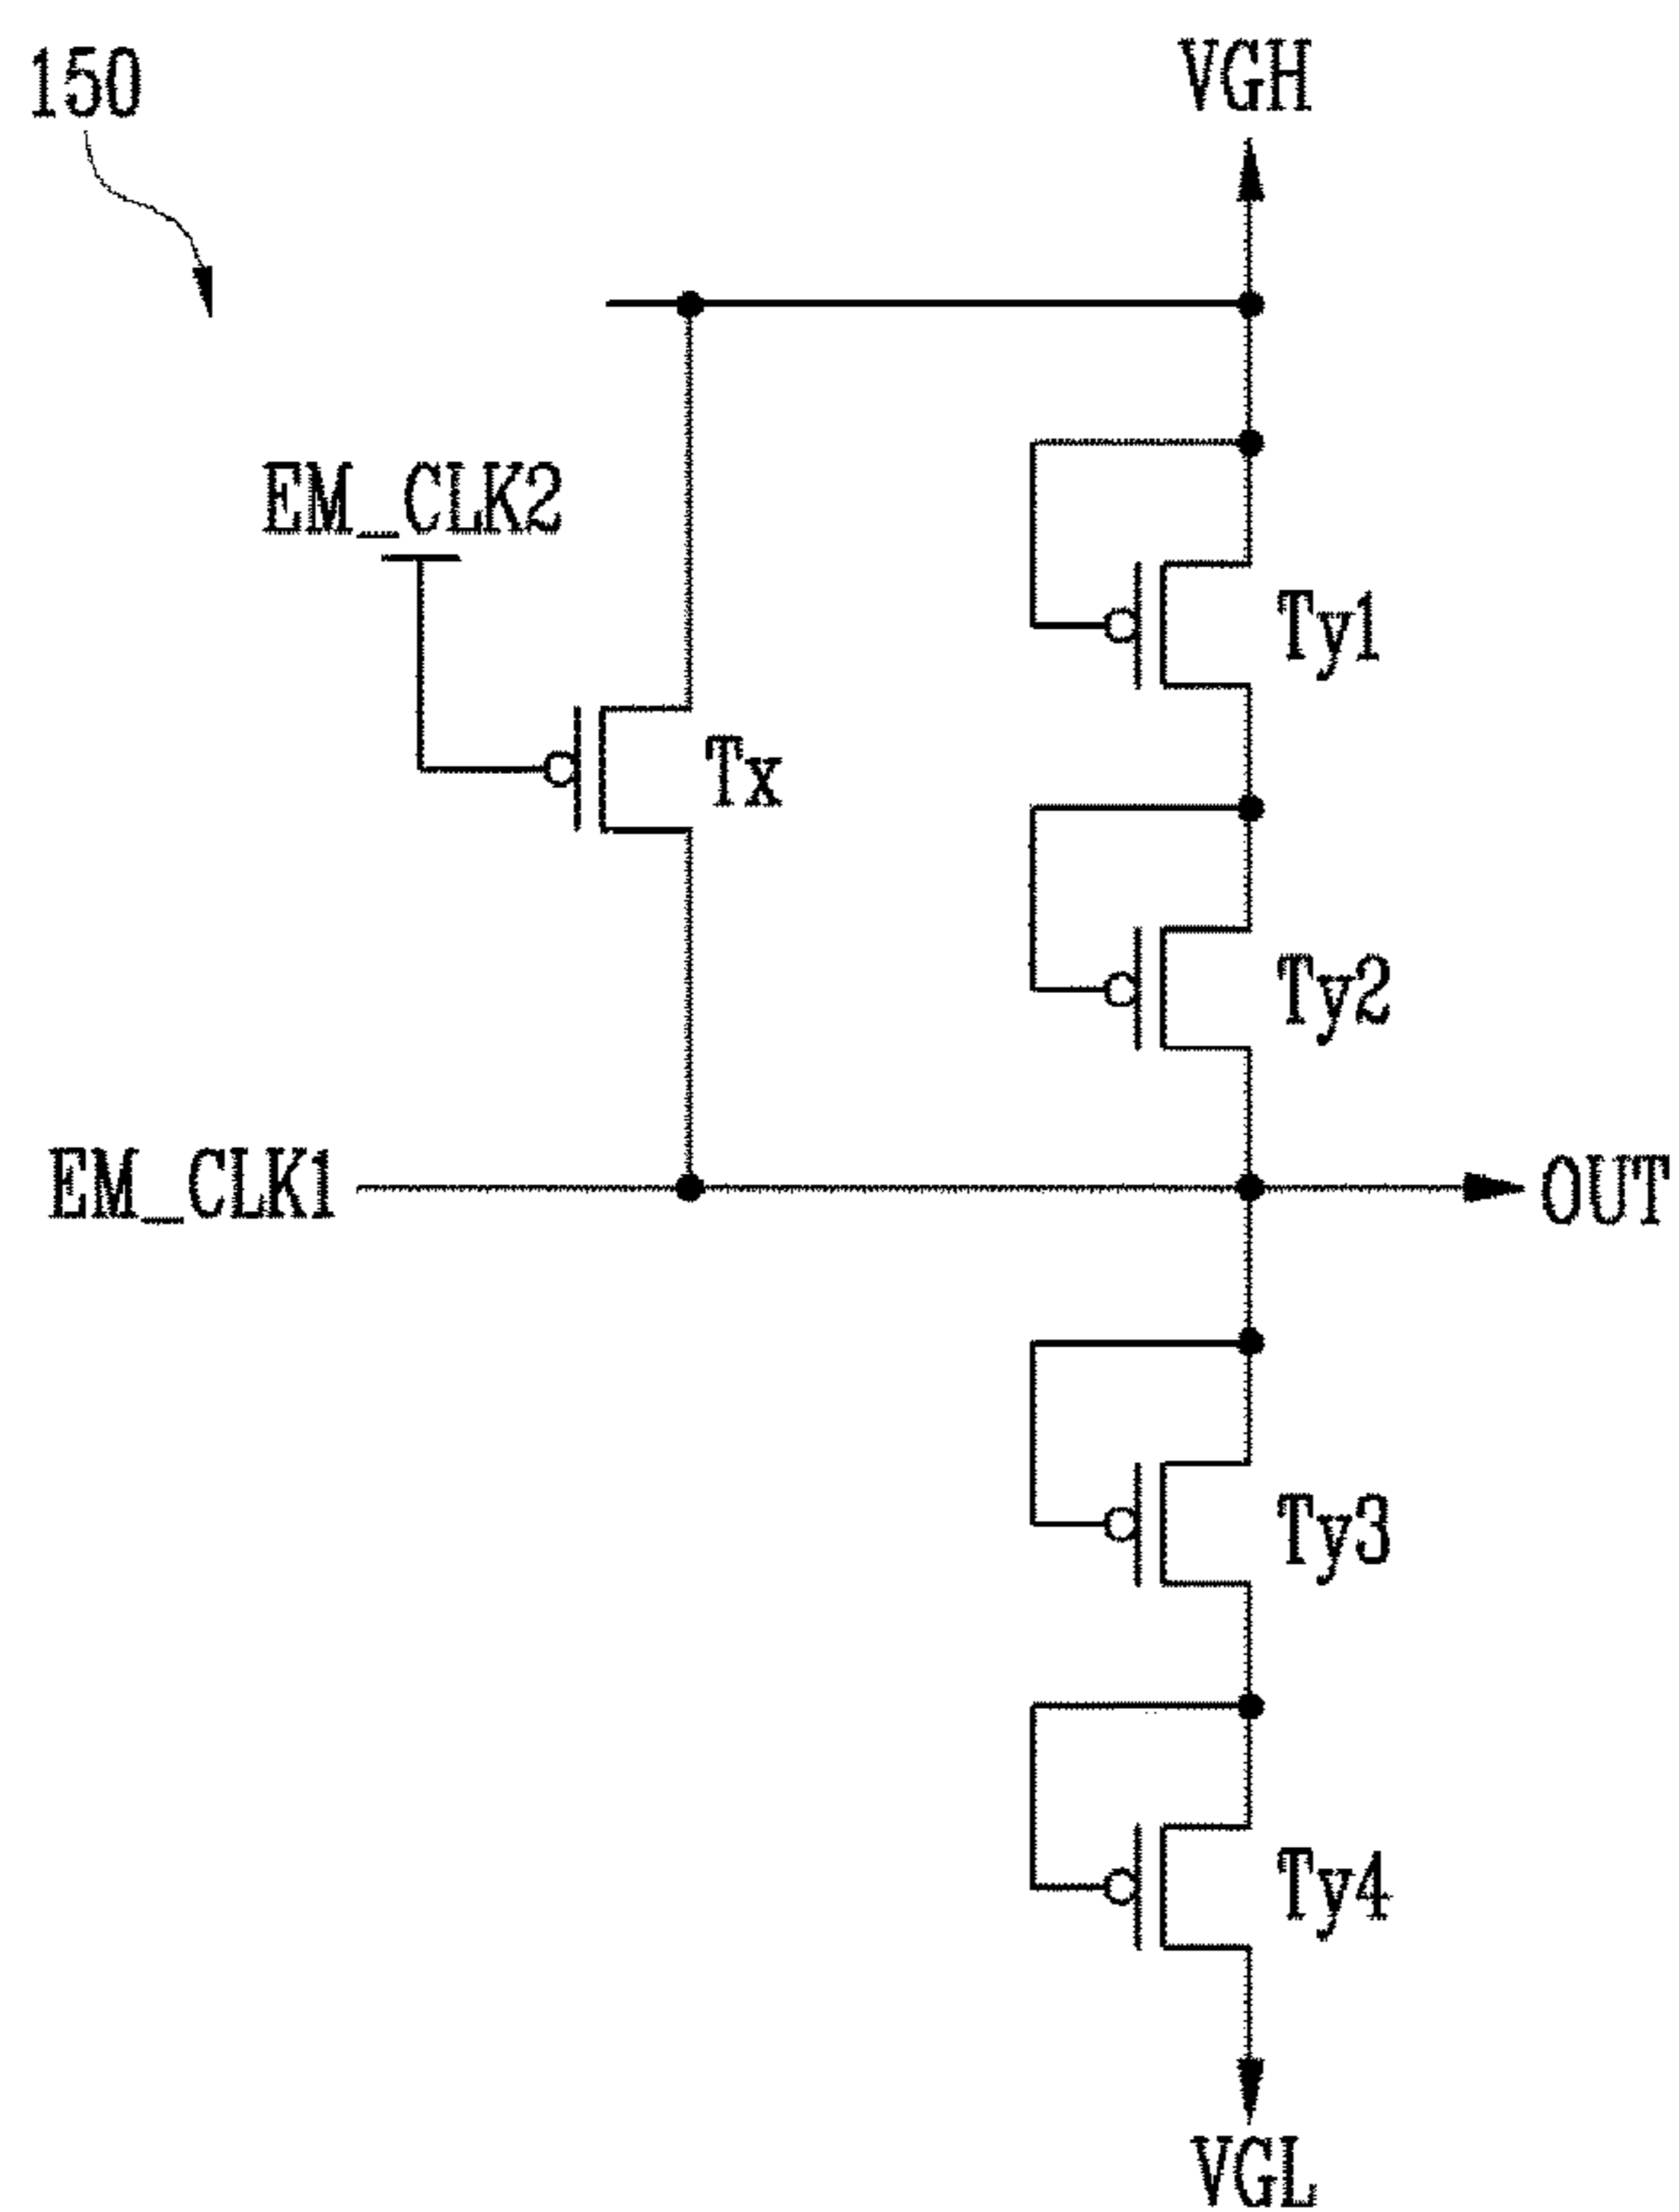 150
VGH
EM_CLK2
Ty1
Tx
Ty2
EM_CLK1
OUT
Ty3
Ty4
VGL